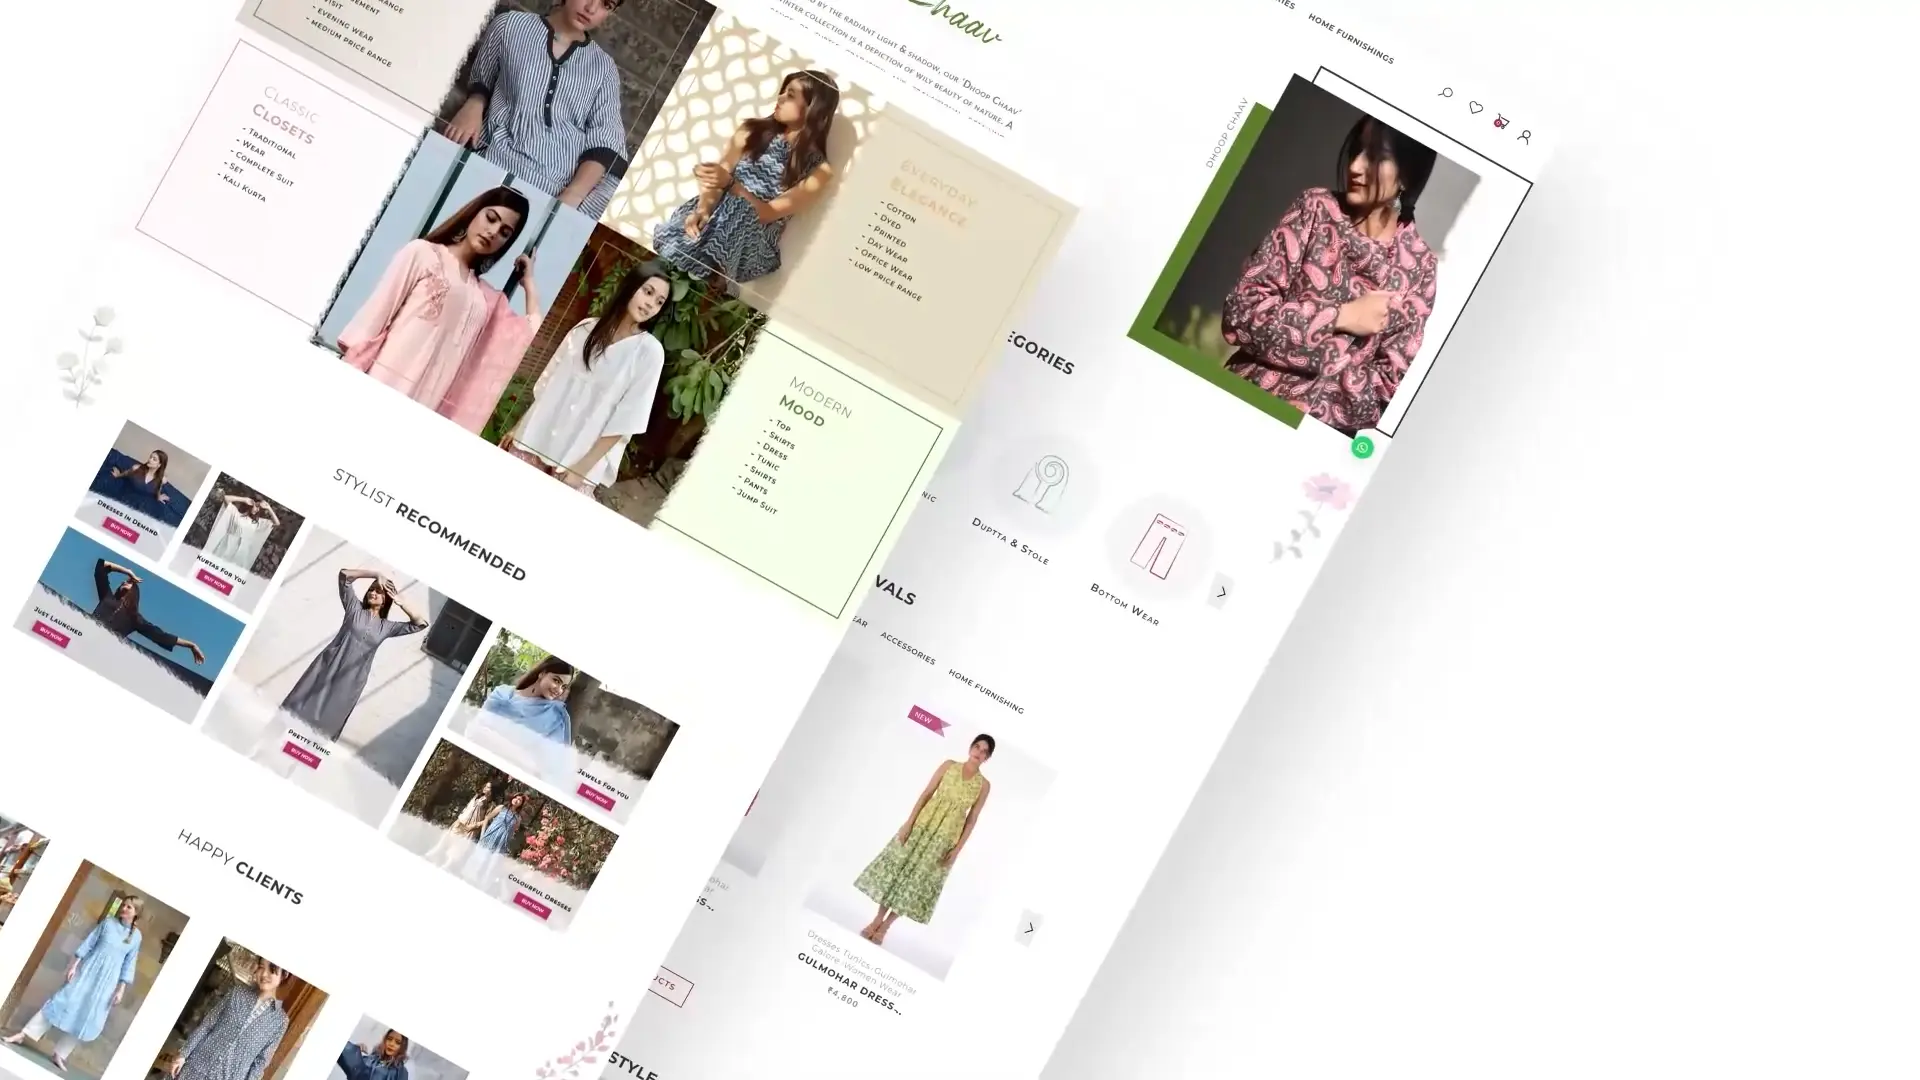 - EVENING WEAR
- MEDIUM PRICE RANGE
CLASSIC
CLOSETS
- TRADITIONAL
- WEAR
- COMPLETE SUIT
- SET
- KALI KURTA
Chaav
BY THE RADIANT LIGHT & SHADOW, OUR 'DHOOP CHAAV'
WINTER COLLECTION IS A DEPICTION OF WILY BEAUTY OF NATURE. A
EVERYDAY
ELEGANCE
- COTTON
- DYED
- PRINTED
- DAY WEAR
- OFFICE WEAR
- LOW PRICE RANGE
MODERN
MOOD
- TOP
- SKIRTS
- DRESS
- TUNIC
- SHIRTS
- PANTS
- JUMP SUIT
STYLIST RECOMMENDED
DRESSES IN DEMAND
BUY NOW
KURTAS FOR YOU
BUY NOW
JUST LAUNCHED
BUY NOW
PRETTY TUNIC
BUY NOW
JEWELS FOR YOU
BUY NOW
COLOURFUL DRESSES
BUY NOW
HAPPY CLIENTS
HOME FURNISHINGS
DHOOP CHAAV
EGORIES
NIC
DUPTTA & STOLE
BOTTOM WEAR
VALS
EAR
ACCESSORIES
HOME FURNISHING
NEW
Dresses, Tunics, Gulmohar
Galore, Women Wear
GULMOHAR DRESS-..
₹4,800
UCTS
STYLE